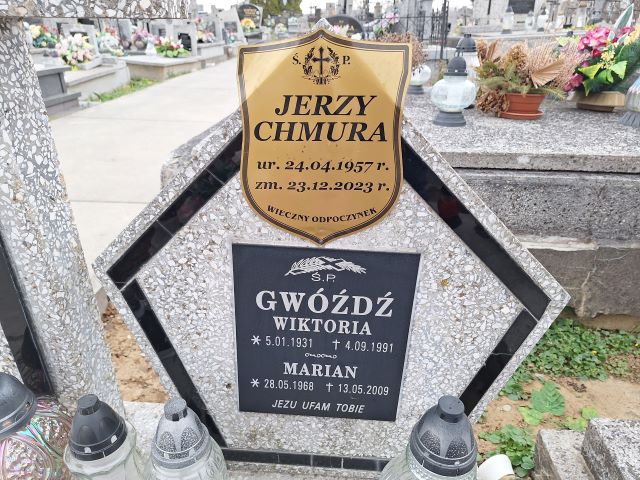 Ś. P.
JERZY
CHMURA
ur. 24.04.1957 r.
zm. 23.12.2023 r.
WIECZNY ODPOCZYNEK
Ś.P.
GWÓŹDŹ
WIKTORIA
* 5.01.1931 † 4.09.1991
MARIAN
* 28.05.1968 † 13.05.2009
JEZU UFAM TOBIE